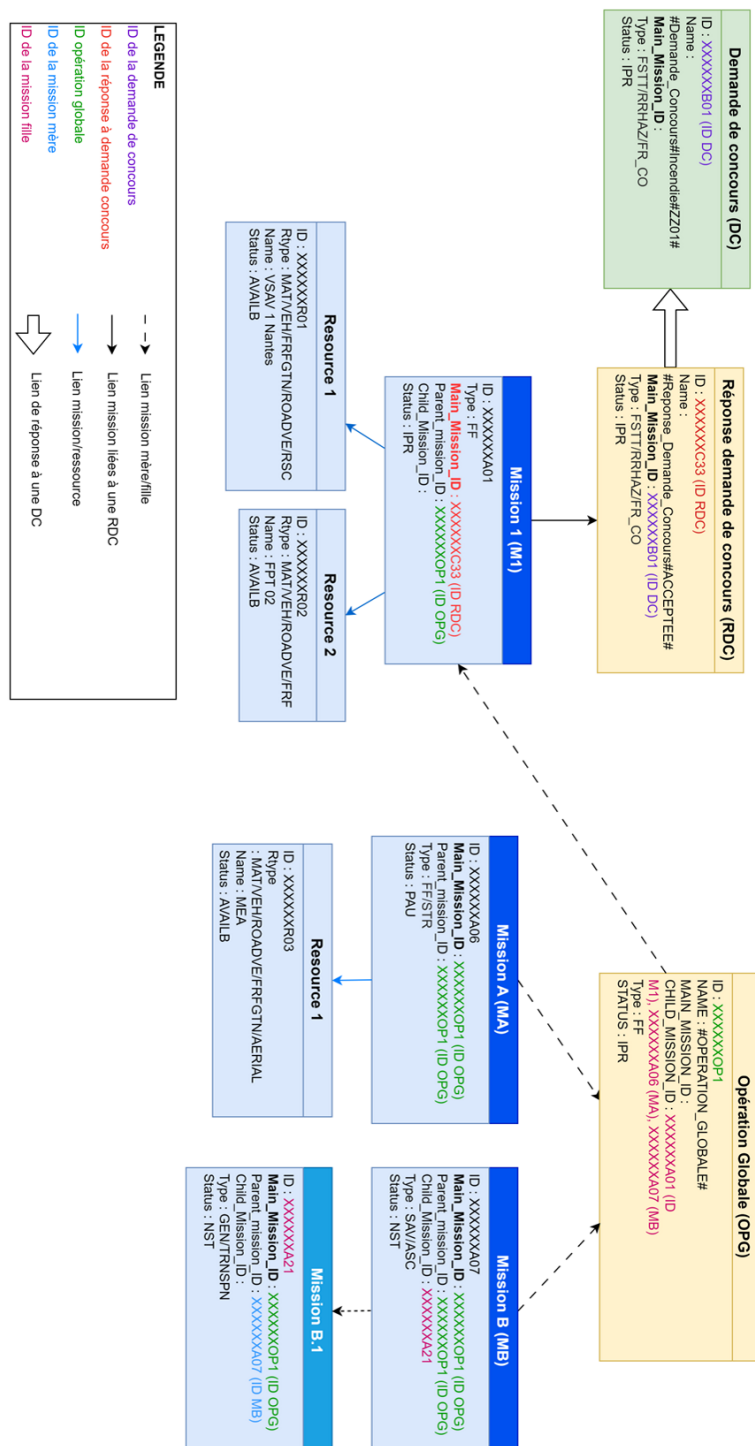 Demande de concours (DC)
ID : XXXXXXB01 (ID DC)
Name :
#Demande_Concours#Incendie#ZZ01#
Main_Mission_ID :
Type : FSTT/RRHAZ/FR_CO
Status : IPR
Réponse demande de concours (RDC)
ID : XXXXXXC33 (ID RDC)
Name :
#Reponse_Demande_Concours#ACCEPTEE#
Main_Mission_ID : XXXXXXB01 (ID DC)
Type : FSTT/RRHAZ/FR_CO
Status : IPR
Opération Globale (OPG)
ID : XXXXXXOP1
NAME : #OPERATION_GLOBALE#
MAIN_MISSION_ID :
CHILD_MISSION_ID : XXXXXXA01 (ID
M1), XXXXXXA06 (MA), XXXXXXA07 (MB)
Type : FF
STATUS : IPR
Mission 1 (M1)
ID : XXXXXXA01
Type : FF
Main_Mission_ID : XXXXXXC33 (ID RDC)
Parent_mission_ID : XXXXXXOP1 (ID OPG)
Child_Mission_ID :
Status : IPR
Mission A (MA)
ID : XXXXXXA06
Main_Mission_ID : XXXXXXOP1 (ID OPG)
Parent_mission_ID : XXXXXXOP1 (ID OPG)
Type : FF/STR
Status : PAU
Mission B (MB)
ID : XXXXXXA07
Main_Mission_ID : XXXXXXOP1 (ID OPG)
Parent_mission_ID : XXXXXXOP1 (ID OPG)
Child_Mission_ID : XXXXXXA21
Type : SAV/ASC
Status : NST
Resource 1
ID : XXXXXXR01
Rtype : MAT/VEH/FRFGTN/ROADVE/RSC
Name : VSAV 1 Nantes
Status : AVAILB
Resource 2
ID : XXXXXXR02
Rtype : MAT/VEH/ROADVE/FRF
Name : FPT 02
Status : AVAILB
Resource 1
ID : XXXXXXR03
Rtype
: MAT/VEH/ROADVE/FRFGTN/AERIAL
Name : MEA
Status : AVAILB
Mission B.1
ID : XXXXXXA21
Main_Mission_ID : XXXXXXOP1 (ID OPG)
Parent_mission_ID : XXXXXXA07 (ID MB)
Child_Mission_ID :
Type : GEN/TRNSPN
Status : NST
LEGENDE
ID de la demande de concours
ID de la réponse à demande concours
ID opération globale
ID de la mission mère
ID de la mission fille
Lien mission mère/fille
Lien mission liées à une RDC
Lien mission/ressource
Lien de réponse à une DC